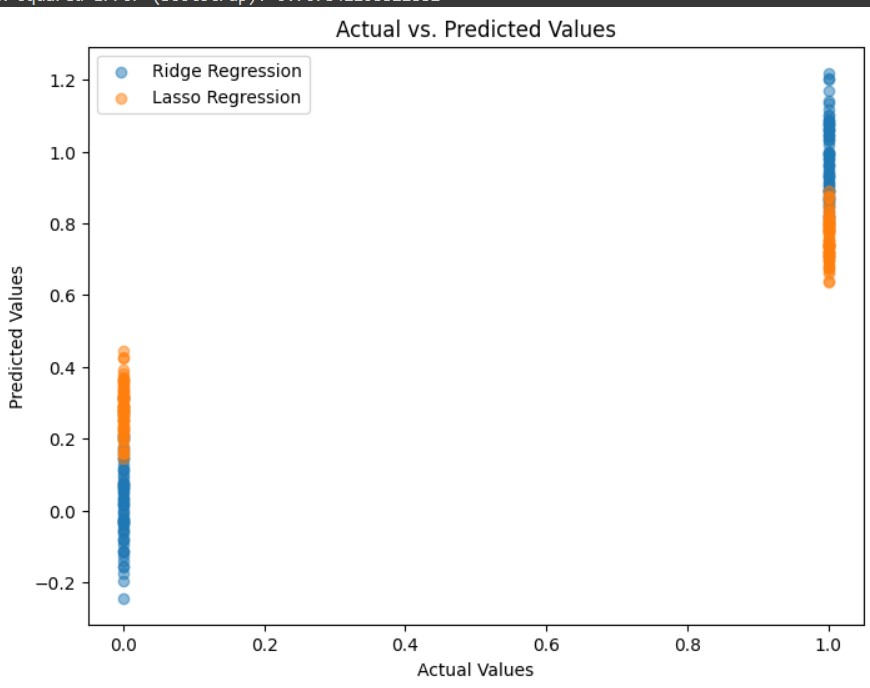 Actual vs. Predicted Values
Ridge Regression
Lasso Regression
1.2
1.0
0.8
0.6
0.4
0.2
0.0
−0.2
Predicted Values
0.0 0.2 0.4 0.6 0.8 1.0
Actual Values